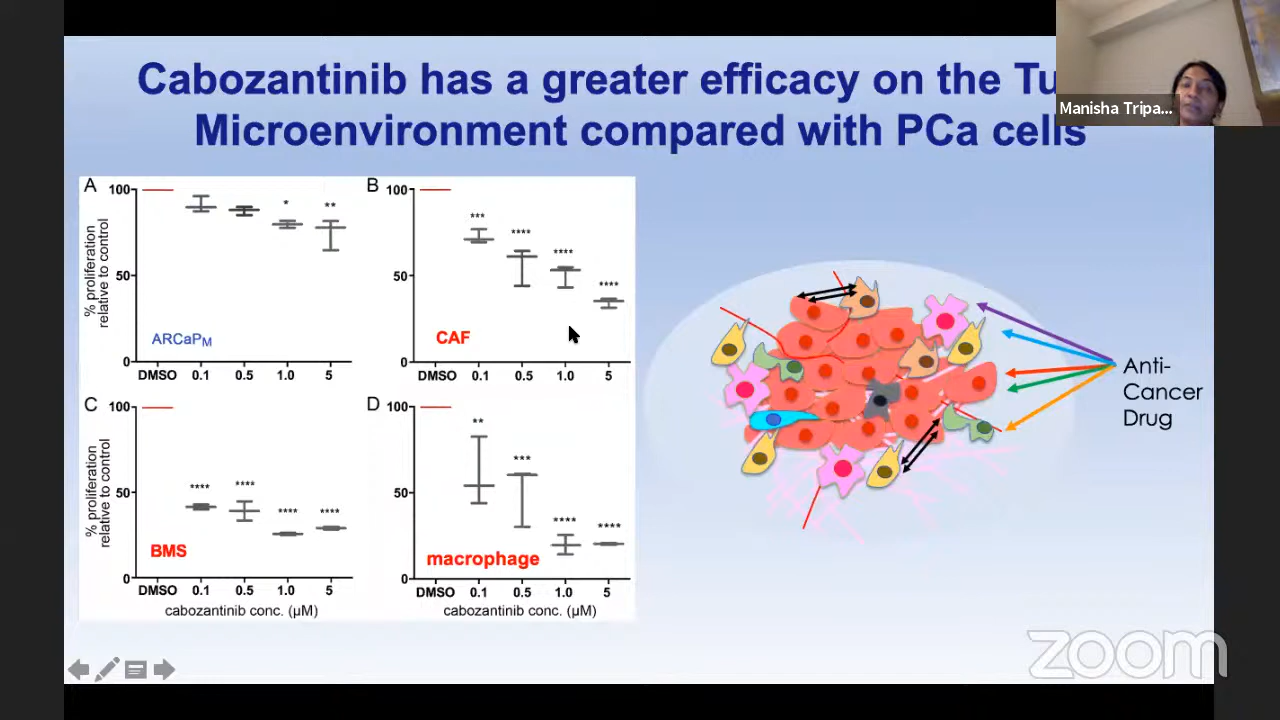 Cabozantinib has a greater efficacy on the Tu
Microenvironment compared with PCa cells
Manisha Tripa...
A
100
50
0
% proliferation
relative to control
* **
ARCaPM
DMSO 0.1 0.5 1.0 5
B
100
50
0
*** **** **** ****
CAF
DMSO 0.1 0.5 1.0 5
C
100
50
0
% proliferation
relative to control
**** **** **** ****
BMS
DMSO 0.1 0.5 1.0 5
cabozantinib conc. (µM)
D
100
50
0
** *** **** ****
macrophage
DMSO 0.1 0.5 1.0 5
cabozantinib conc. (µM)
Anti-
Cancer
Drug
zoom